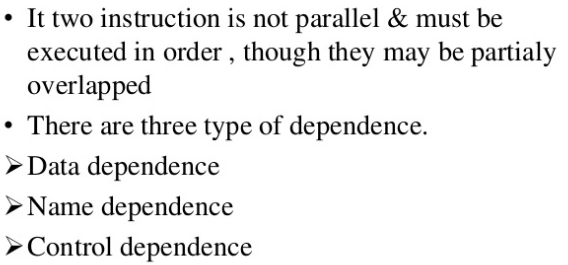 • It two instruction is not parallel & must be
executed in order , though they may be partialy
overlapped
• There are three type of dependence.
➢Data dependence
➢Name dependence
➢Control dependence